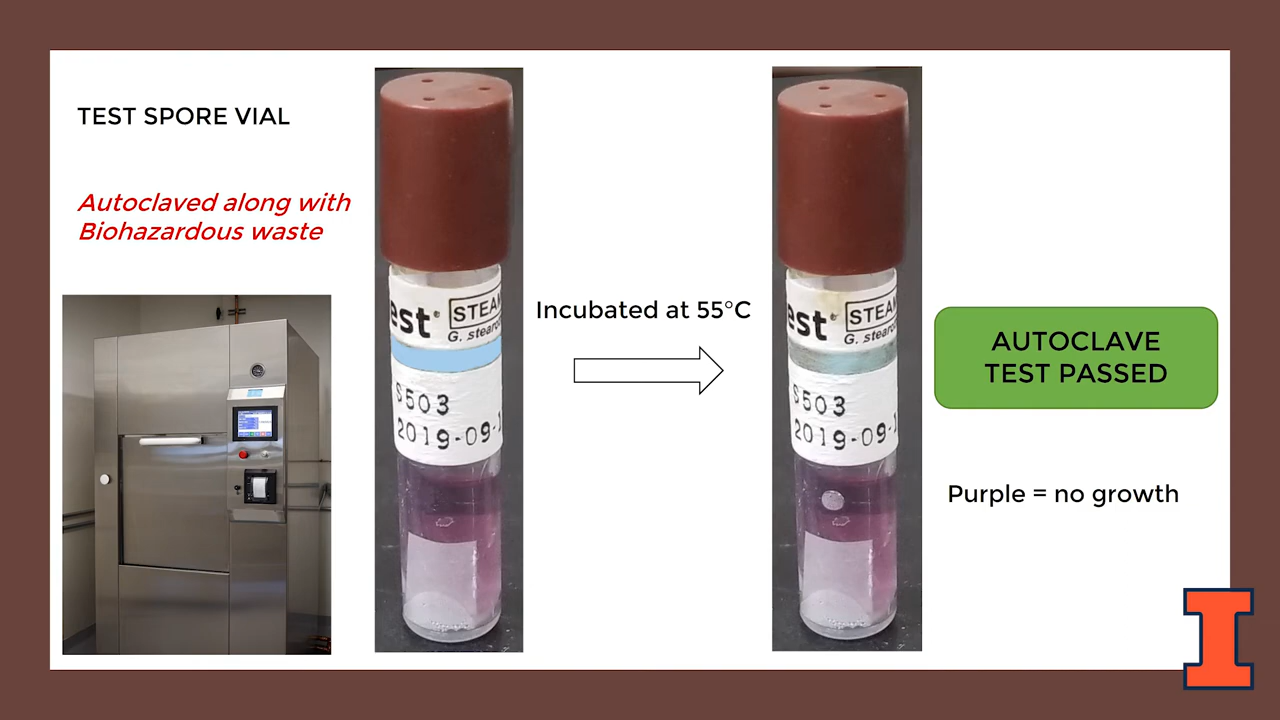 TEST SPORE VIAL
Autoclaved along with
Biohazardous waste
est®
STEAM
G. stearo
S503
2019-09-1
Incubated at 55°C
est®
STEAM
G. stearo
S503
2019-09-1
AUTOCLAVE
TEST PASSED
Purple = no growth
I